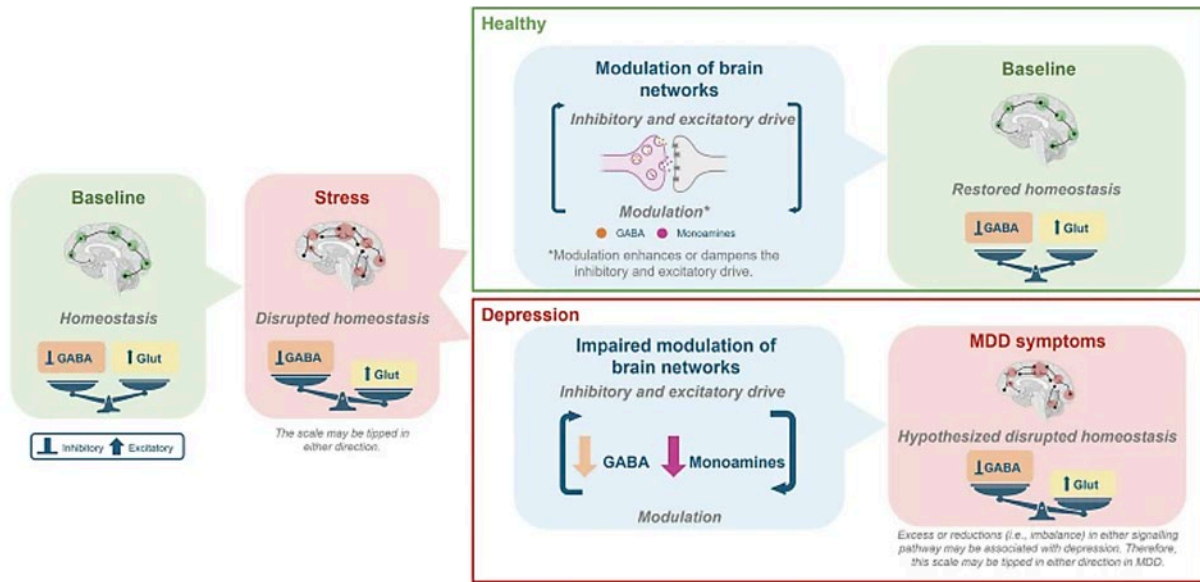 Baseline
Homeostasis
GABA
Glut
Inhibitory
Excitatory
Stress
Disrupted homeostasis
GABA
Glut
The scale may be tipped in
either direction.
Healthy
Modulation of brain
networks
Inhibitory and excitatory drive
Modulation*
GABA
Monoamines
*Modulation enhances or dampens the
inhibitory and excitatory drive.
Baseline
Restored homeostasis
GABA
Glut
Depression
Impaired modulation of
brain networks
Inhibitory and excitatory drive
GABA
Monoamines
Modulation
MDD symptoms
Hypothesized disrupted homeostasis
GABA
Glut
Excess or reductions (i.e., imbalance) in either signalling
pathway may be associated with depression. Therefore,
this scale may be tipped in either direction in MDD.